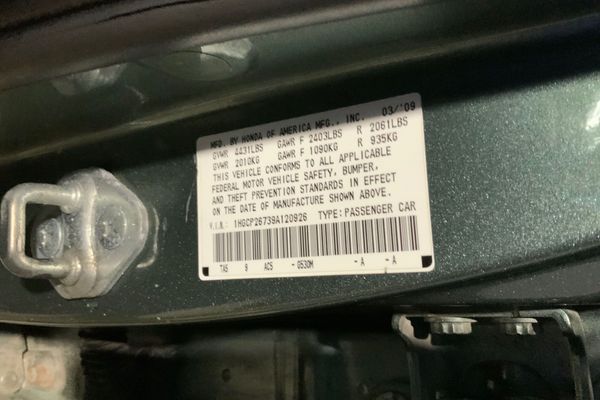 MFD. BY HONDA OF AMERICA MFG., INC. 03/'09
GVWR 4431LBS GAWR F 2403LBS R 2061LBS
GVWR 2010KG GAWR F 1090KG R 935KG
THIS VEHICLE CONFORMS TO ALL APPLICABLE
FEDERAL MOTOR VEHICLE SAFETY, BUMPER,
AND THEFT PREVENTION STANDARDS IN EFFECT
ON THE DATE OF MANUFACTURE SHOWN ABOVE.
V.I.N.: 1HGCP26739A120926 TYPE: PASSENGER CAR
TA5 9 AC5 - G530M - A - A